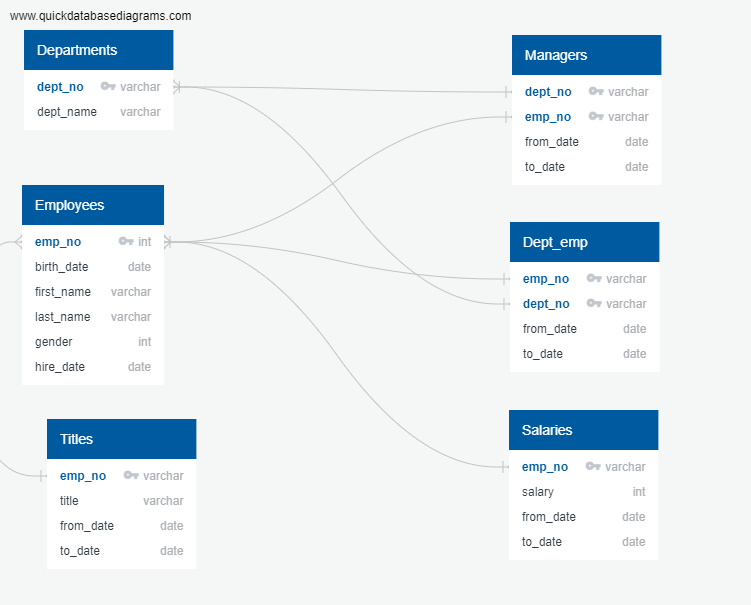 www.quickdatabasediagrams.com
Departments
dept_no varchar
dept_name varchar
Employees
emp_no int
birth_date date
first_name varchar
last_name varchar
gender int
hire_date date
Titles
emp_no varchar
title varchar
from_date date
to_date date
Managers
dept_no varchar
emp_no varchar
from_date date
to_date date
Dept_emp
emp_no varchar
dept_no varchar
from_date date
to_date date
Salaries
emp_no varchar
salary int
from_date date
to_date date